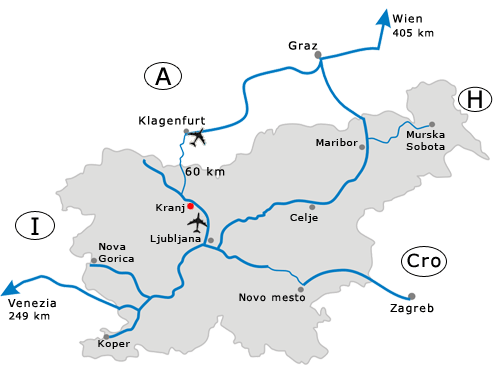 Wien
405 km
Graz
A
H
Klagenfurt
Maribor
Murska
Sobota
60 km
Kranj
Celje
I
Ljubljana
Nova
Gorica
Cro
Venezia
249 km
Novo mesto
Zagreb
Koper